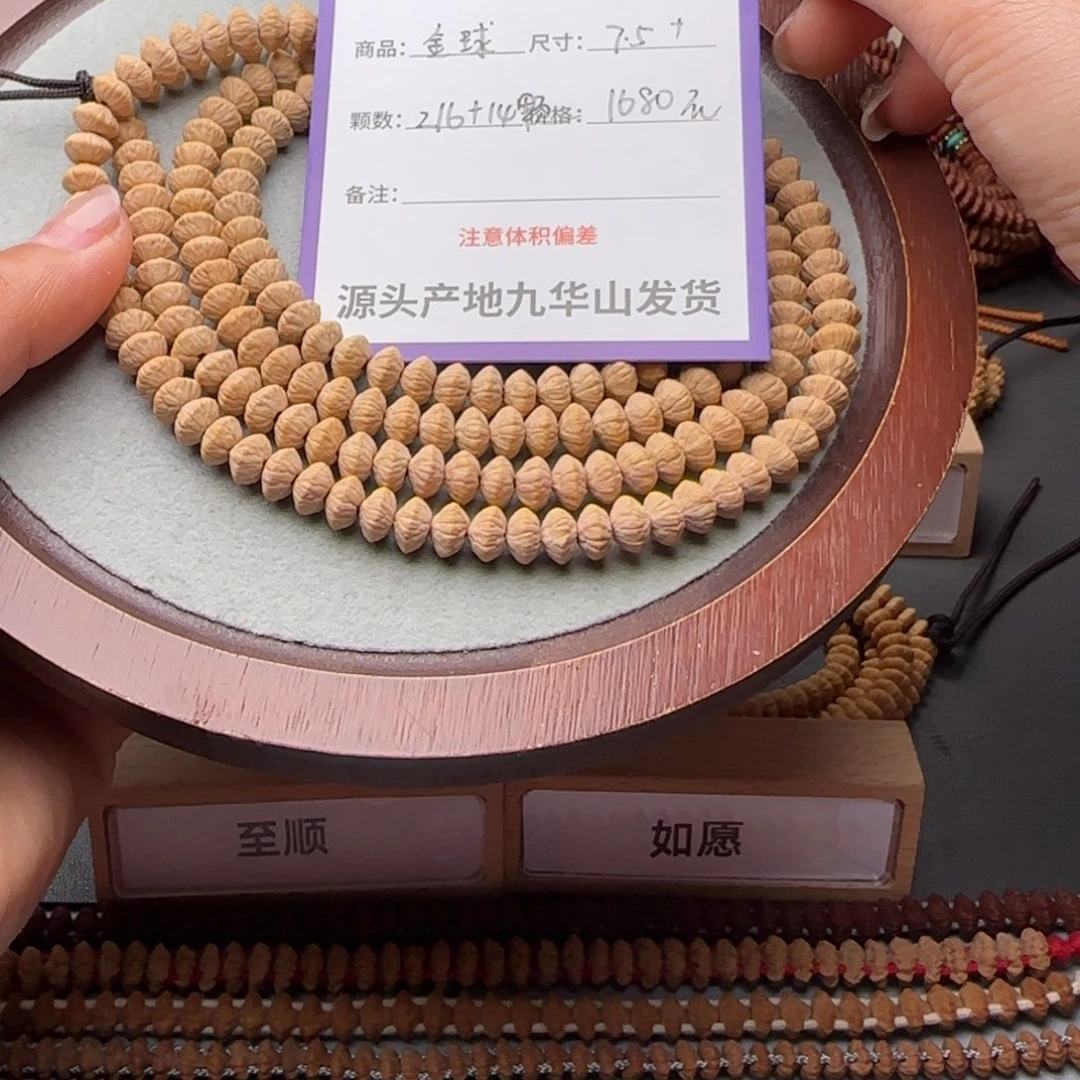 商品：金球 尺寸：7.5+
颗数：216+14颗 价格：1680元
备注：
注意体积偏差
源头产地九华山发货
至顺
如愿